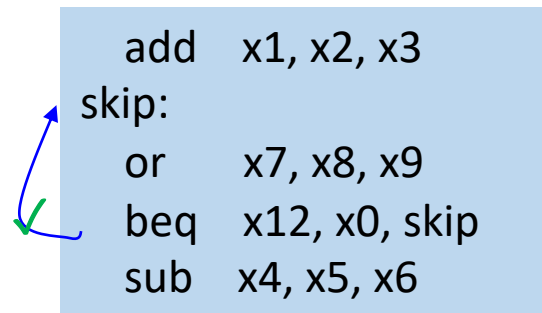 add x1, x2, x3
skip:
or x7, x8, x9
beq x12, x0, skip
sub x4, x5, x6